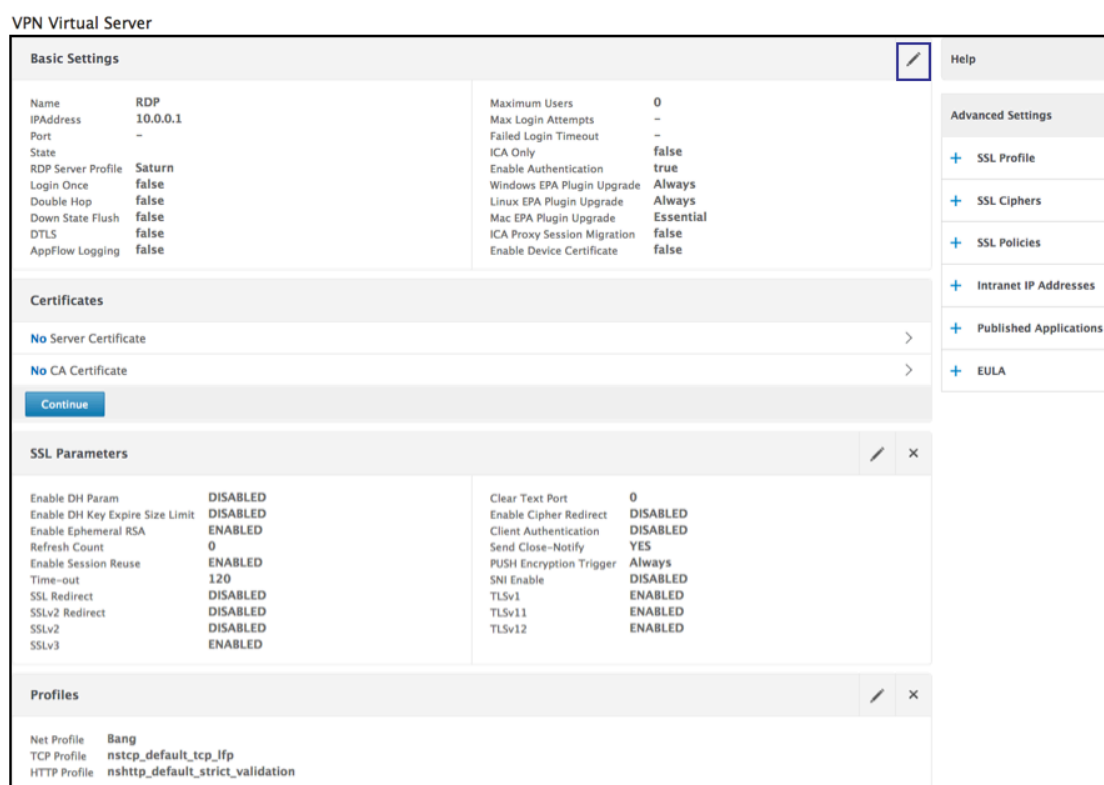 VPN Virtual Server
Basic Settings
Name RDP
IPAddress 10.0.0.1
Port –
State
RDP Server Profile Saturn
Login Once false
Double Hop false
Down State Flush false
DTLS false
AppFlow Logging false
Maximum Users 0
Max Login Attempts –
Failed Login Timeout –
ICA Only false
Enable Authentication true
Windows EPA Plugin Upgrade Always
Linux EPA Plugin Upgrade Always
Mac EPA Plugin Upgrade Essential
ICA Proxy Session Migration false
Enable Device Certificate false
Certificates
No Server Certificate
No CA Certificate
Continue
SSL Parameters
Enable DH Param DISABLED
Enable DH Key Expire Size Limit DISABLED
Enable Ephemeral RSA ENABLED
Refresh Count 0
Enable Session Reuse ENABLED
Time-out 120
SSL Redirect DISABLED
SSLv2 Redirect DISABLED
SSLv2 DISABLED
SSLv3 ENABLED
Clear Text Port 0
Enable Cipher Redirect DISABLED
Client Authentication DISABLED
Send Close-Notify YES
PUSH Encryption Trigger Always
SNI Enable DISABLED
TLSv1 ENABLED
TLSv11 ENABLED
TLSv12 ENABLED
Profiles
Net Profile Bang
TCP Profile nstcp_default_tcp_lfp
HTTP Profile nshttp_default_strict_validation
Help
Advanced Settings
+ SSL Profile
+ SSL Ciphers
+ SSL Policies
+ Intranet IP Addresses
+ Published Applications
+ EULA